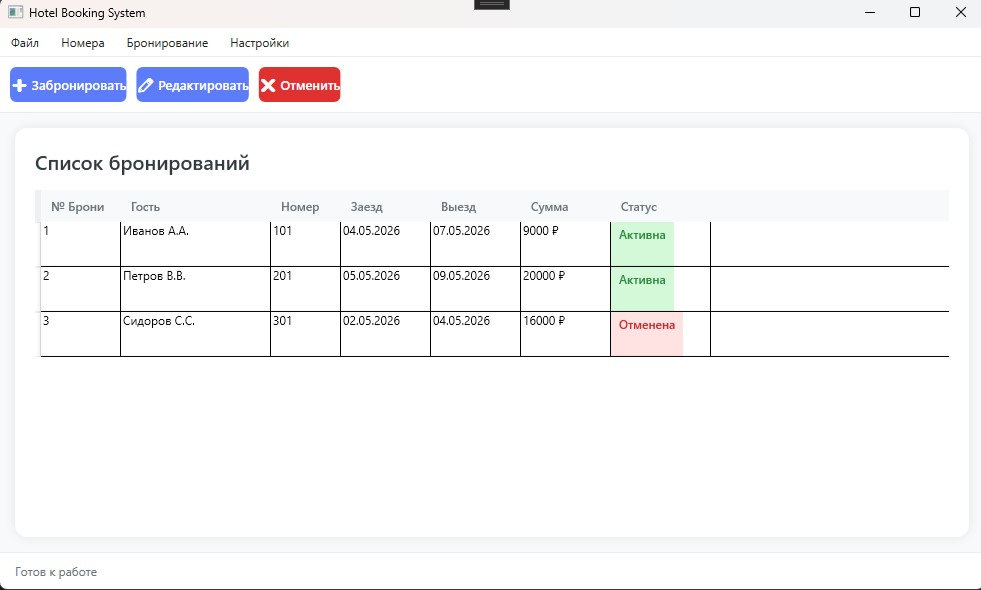 Hotel Booking System
Файл Номера Бронирование Настройки
Забронировать Редактировать Отменить
Список бронирований
№ Брони Гость Номер Заезд Выезд Сумма Статус
1 Иванов А.А. 101 04.05.2026 07.05.2026 9000 ₽ Активна
2 Петров В.В. 201 05.05.2026 09.05.2026 20000 ₽ Активна
3 Сидоров С.С. 301 02.05.2026 04.05.2026 16000 ₽ Отменена
Готов к работе